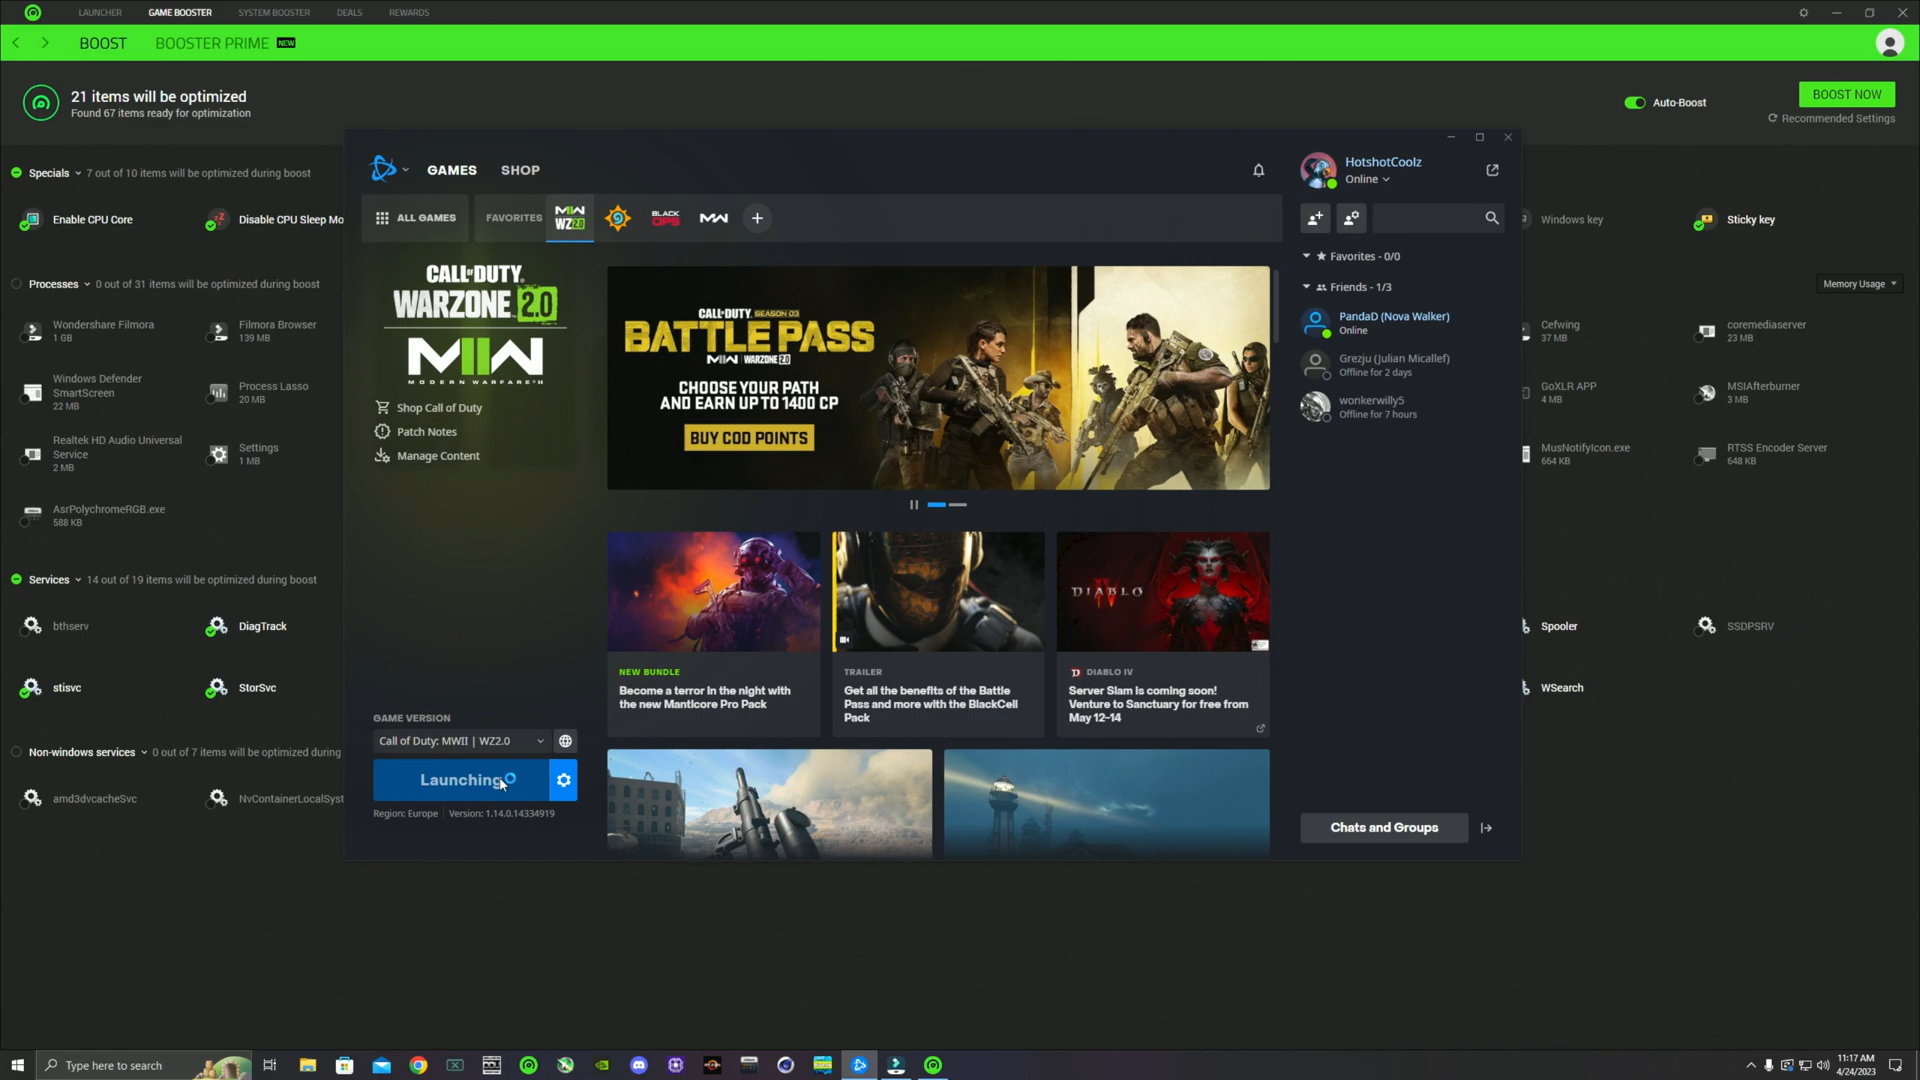 LAUNCHER GAME BOOSTER SYSTEM BOOSTER DEALS REWARDS
BOOST BOOSTER PRIME NEW
21 items will be optimized
Found 67 items ready for optimization
Auto-Boost
BOOST NOW
Recommended Settings
Specials 7 out of 10 items will be optimized during boost
Enable CPU Core
Disable CPU Sleep Mo
Windows key
Sticky key
Processes 0 out of 31 items will be optimized during boost
Memory Usage
Wondershare Filmora
1 GB
Filmora Browser
139 MB
Cefwing
37 MB
coremediaserver
23 MB
Windows Defender
SmartScreen
22 MB
Process Lasso
20 MB
GoXLR APP
4 MB
MSIAfterburner
3 MB
Realtek HD Audio Universal
Service
2 MB
Settings
1 MB
MusNotifyIcon.exe
664 KB
RTSS Encoder Server
648 KB
AsrPolychromeRGB.exe
588 KB
Services 14 out of 19 items will be optimized during boost
bthserv
DiagTrack
Spooler
SSDPSRV
stisvc
StorSvc
WSearch
Non-windows services 0 out of 7 items will be optimized during
amd3dvcacheSvc
NvContainerLocalSyst
GAMES SHOP
ALL GAMES
FAVORITES
MW
WZ2.0
BLACK
OPS
MW
CALL OF DUTY
WARZONE 2.0
MWII
MODERN WARFARE II
Shop Call of Duty
Patch Notes
Manage Content
CALL OF DUTY SEASON 03
BATTLE PASS
MWII WARZONE 2.0
CHOOSE YOUR PATH
AND EARN UP TO 1400 CP
BUY COD POINTS
NEW BUNDLE
Become a terror in the night with
the new Manticore Pro Pack
TRAILER
Get all the benefits of the Battle
Pass and more with the BlackCell
Pack
DIABLO
DIABLO IV
Server Slam is coming soon!
Venture to Sanctuary for free from
May 12-14
GAME VERSION
Call of Duty: MWII | WZ2.0
Launching
Region: Europe Version: 1.14.0.14334919
HotshotCoolz
Online
Favorites - 0/0
Friends - 1/3
PandaD (Nova Walker)
Online
Grezju (Julian Micallef)
Offline for 2 days
wonkerwilly5
Offline for 7 hours
Chats and Groups
Type here to search
11:17 AM
4/24/2023